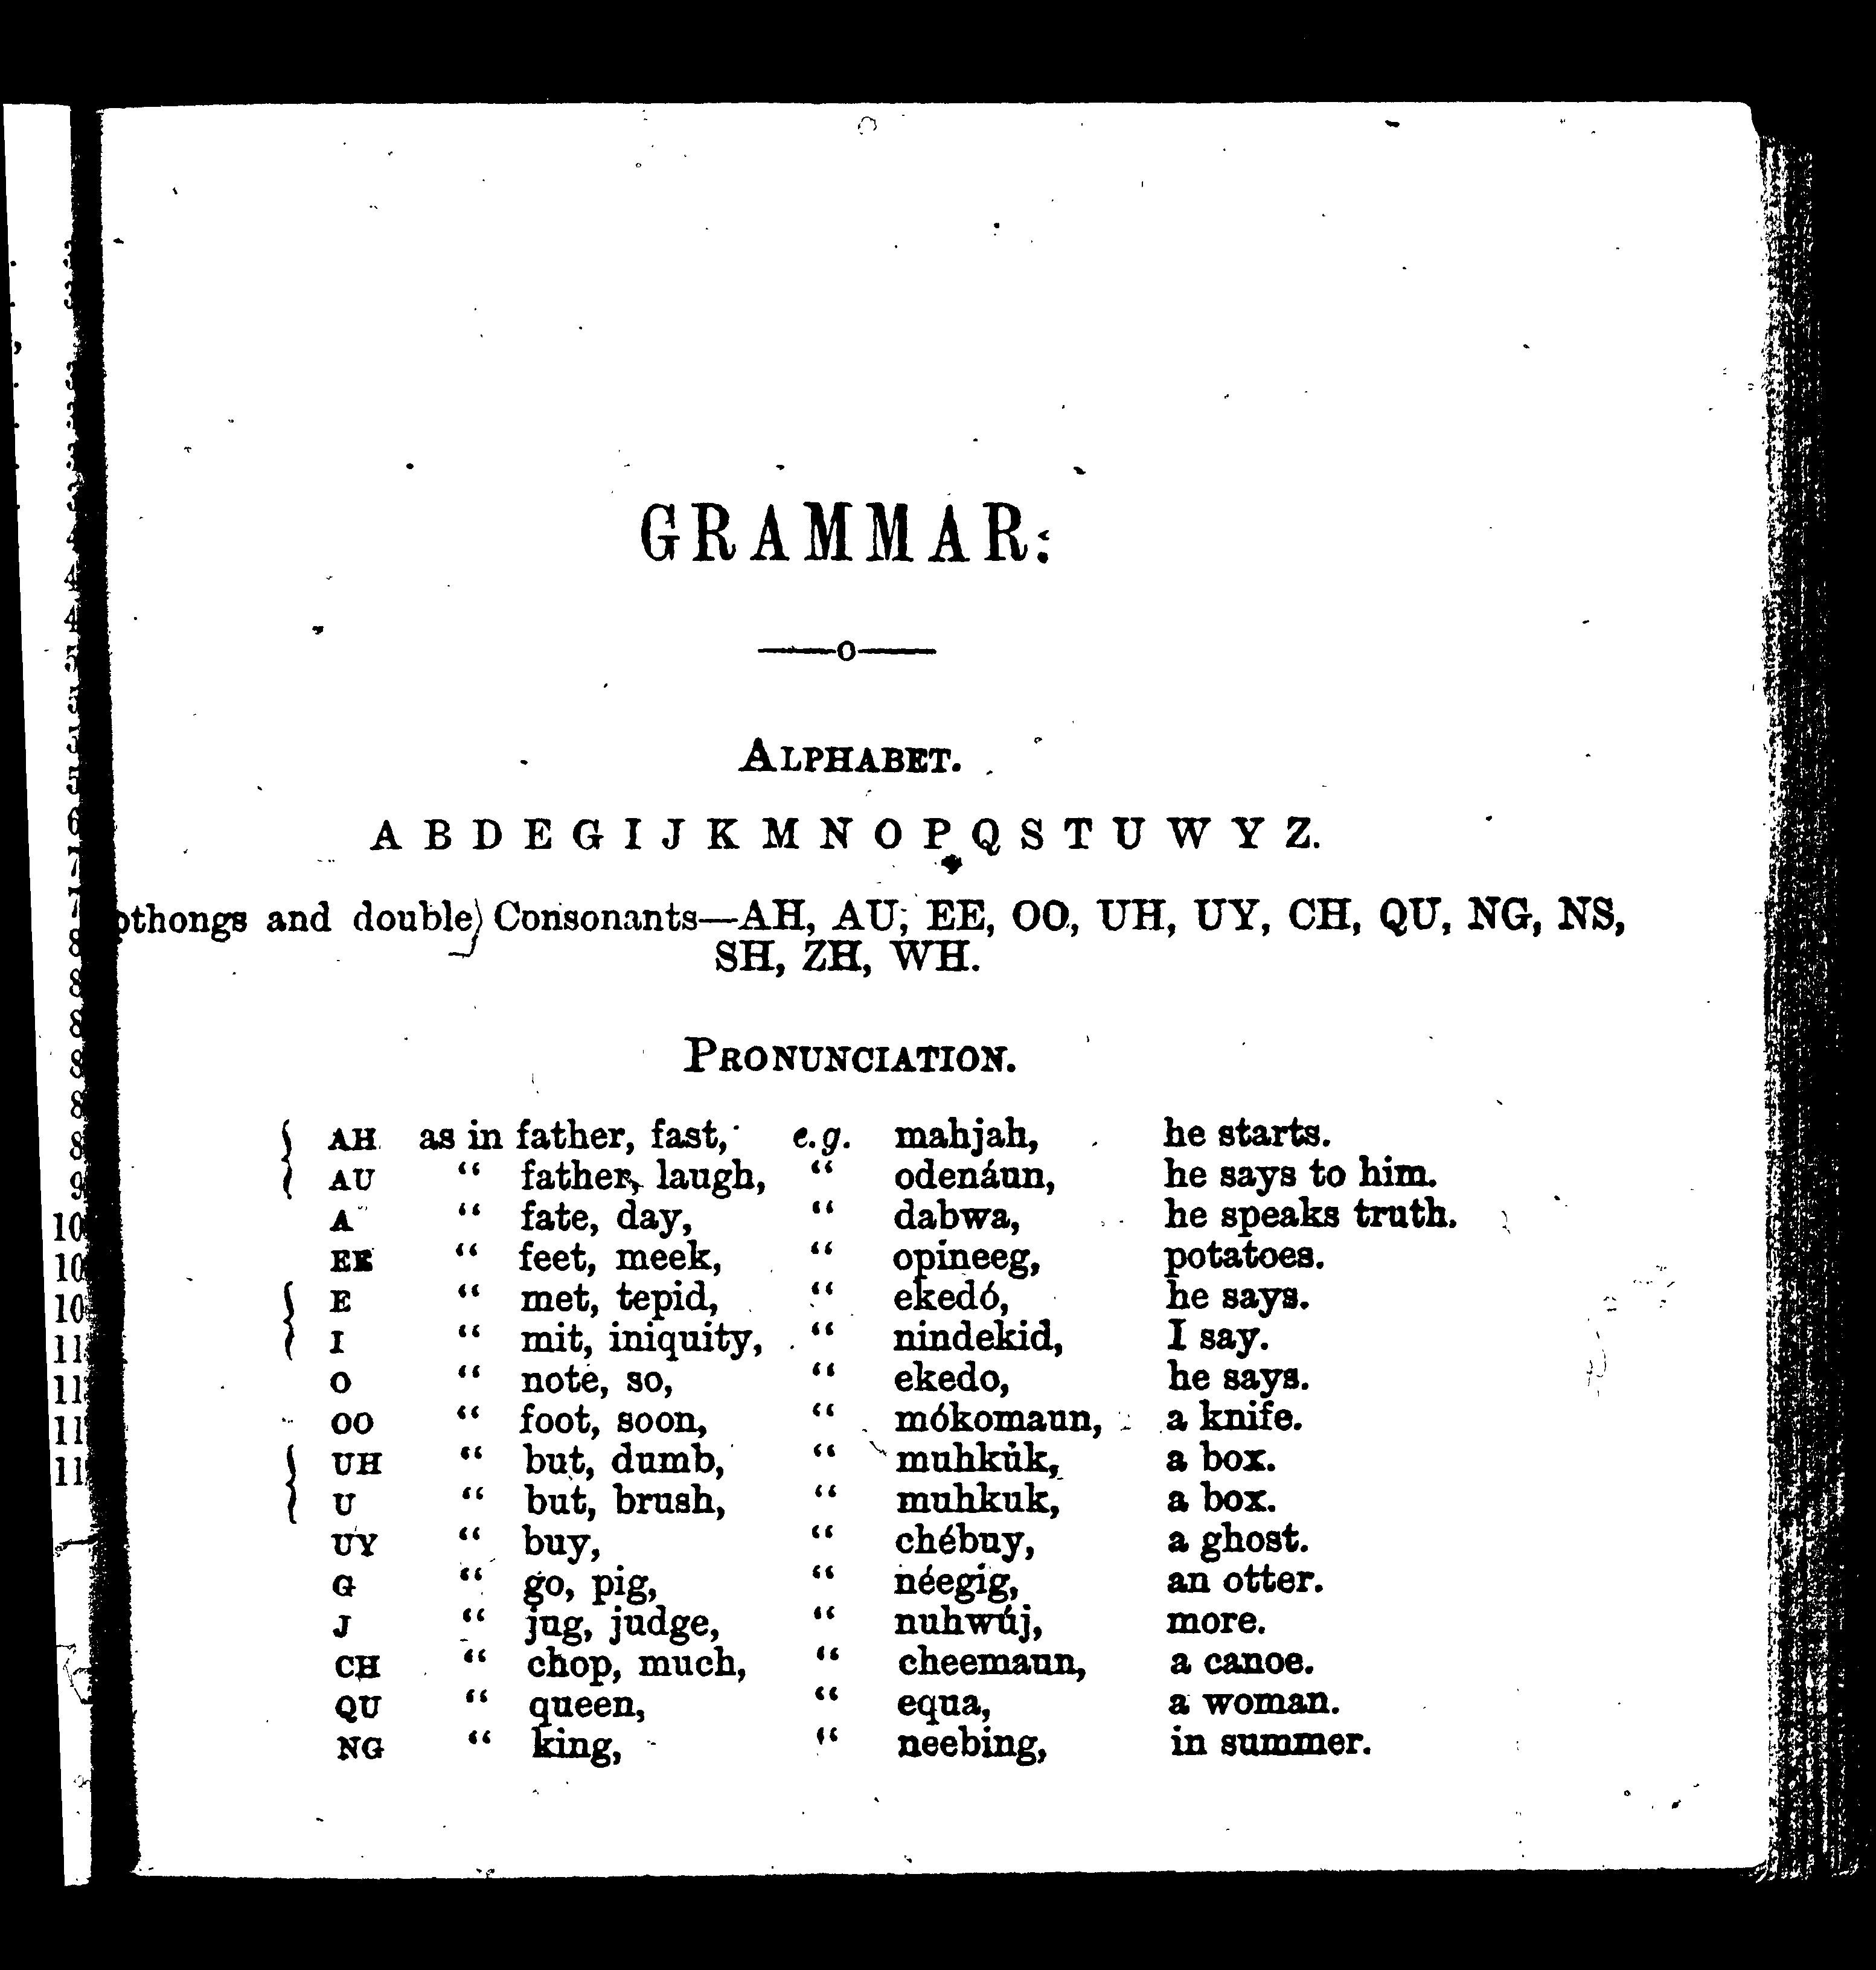 GRAMMAR:
ALPHABET.
A B D E G I J K M N O P Q S T U W Y Z.
pthongs and double) Consonants—AH, AU, EE, OO, UH, UY, CH, QU, NG, NS,
SH, ZH, WH.
PRONUNCIATION.
{ AH as in father, fast, e.g. mahjah, he starts.
AU “ father, laugh, “ odenáun, he says to him.
A “ fate, day, “ dabwa, he speaks truth.
EE “ feet, meek, “ opineeg, potatoes.
{ E “ met, tepid, “ ekedó, he says.
I “ mit, iniquity, “ nindekid, I say.
O “ note, so, “ ekedo, he says.
OO “ foot, soon, “ mókomaun, a knife.
{ UH “ but, dumb, “ muhkúk, a box.
U “ but, brush, “ muhkuk, a box.
UY “ buy, “ chébuy, a ghost.
G “ go, pig, “ néegig, an otter.
J “ jug, judge, “ nuhwúj, more.
CH “ chop, much, “ cheemaun, a canoe.
QU “ queen, “ equa, a woman.
NG “ king, “ neebing, in summer.